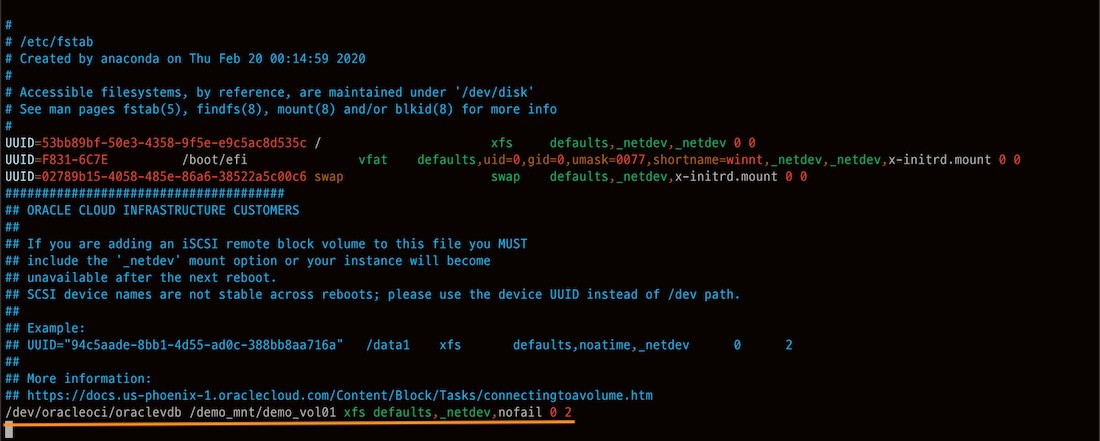 #
# /etc/fstab
# Created by anaconda on Thu Feb 20 00:14:59 2020
#
# Accessible filesystems, by reference, are maintained under '/dev/disk'
# See man pages fstab(5), findfs(8), mount(8) and/or blkid(8) for more info
#
UUID=53bb89bf-50e3-4358-9f5e-e9c5ac8d535c / xfs defaults,_netdev,_netdev 0 0
UUID=F831-6C7E /boot/efi vfat defaults,uid=0,gid=0,umask=0077,shortname=winnt,_netdev,_netdev,x-initrd.mount 0 0
UUID=02789b15-4058-485e-86a6-38522a5c00c6 swap swap defaults,_netdev,x-initrd.mount 0 0
#####################################
## ORACLE CLOUD INFRASTRUCTURE CUSTOMERS
##
## If you are adding an iSCSI remote block volume to this file you MUST
## include the '_netdev' mount option or your instance will become
## unavailable after the next reboot.
## SCSI device names are not stable across reboots; please use the device UUID instead of /dev path.
##
## Example:
## UUID="94c5aade-8bb1-4d55-ad0c-388bb8aa716a" /data1 xfs defaults,noatime,_netdev 0 2
##
## More information:
## https://docs.us-phoenix-1.oraclecloud.com/Content/Block/Tasks/connectingtoavolume.htm
/dev/oracleoci/oraclevdb /demo_mnt/demo_vol01 xfs defaults,_netdev,nofail 0 2